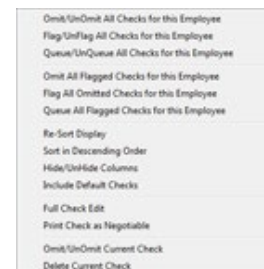 Omit/UnOmit All Checks for this Employee
Flag/UnFlag All Checks for this Employee
Queue/UnQueue All Checks for this Employee
Omit All Flagged Checks for this Employee
Flag All Omitted Checks for this Employee
Queue All Flagged Checks for this Employee
Re-Sort Display
Sort in Descending Order
Hide/UnHide Columns
Include Default Checks
Full Check Edit
Print Check as Negotiable
Omit/UnOmit Current Check
Delete Current Check